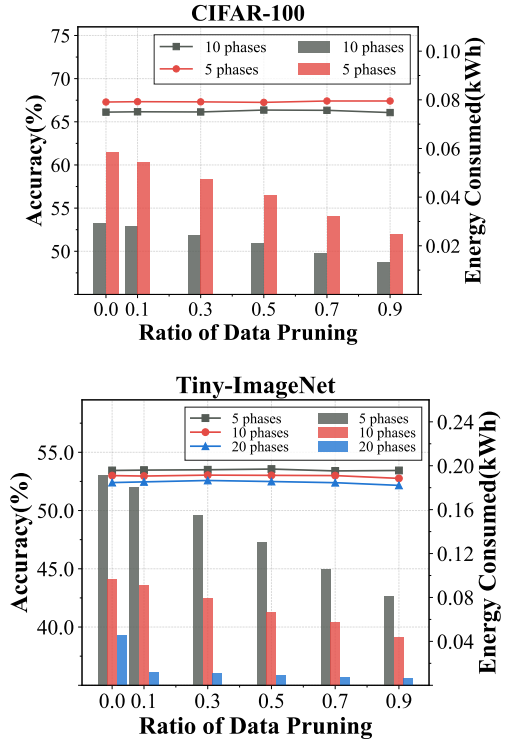 CIFAR-100
10 phases 10 phases
5 phases 5 phases
Accuracy(%)
75
70
65
60
55
50
Energy Consumed(kWh)
0.10
0.08
0.06
0.04
0.02
0.0 0.1 0.3 0.5 0.7 0.9
Ratio of Data Pruning
Tiny-ImageNet
5 phases 5 phases
10 phases 10 phases
20 phases 20 phases
Accuracy(%)
55.0
50.0
45.0
40.0
Energy Consumed(kWh)
0.24
0.20
0.16
0.12
0.08
0.04
0.0 0.1 0.3 0.5 0.7 0.9
Ratio of Data Pruning